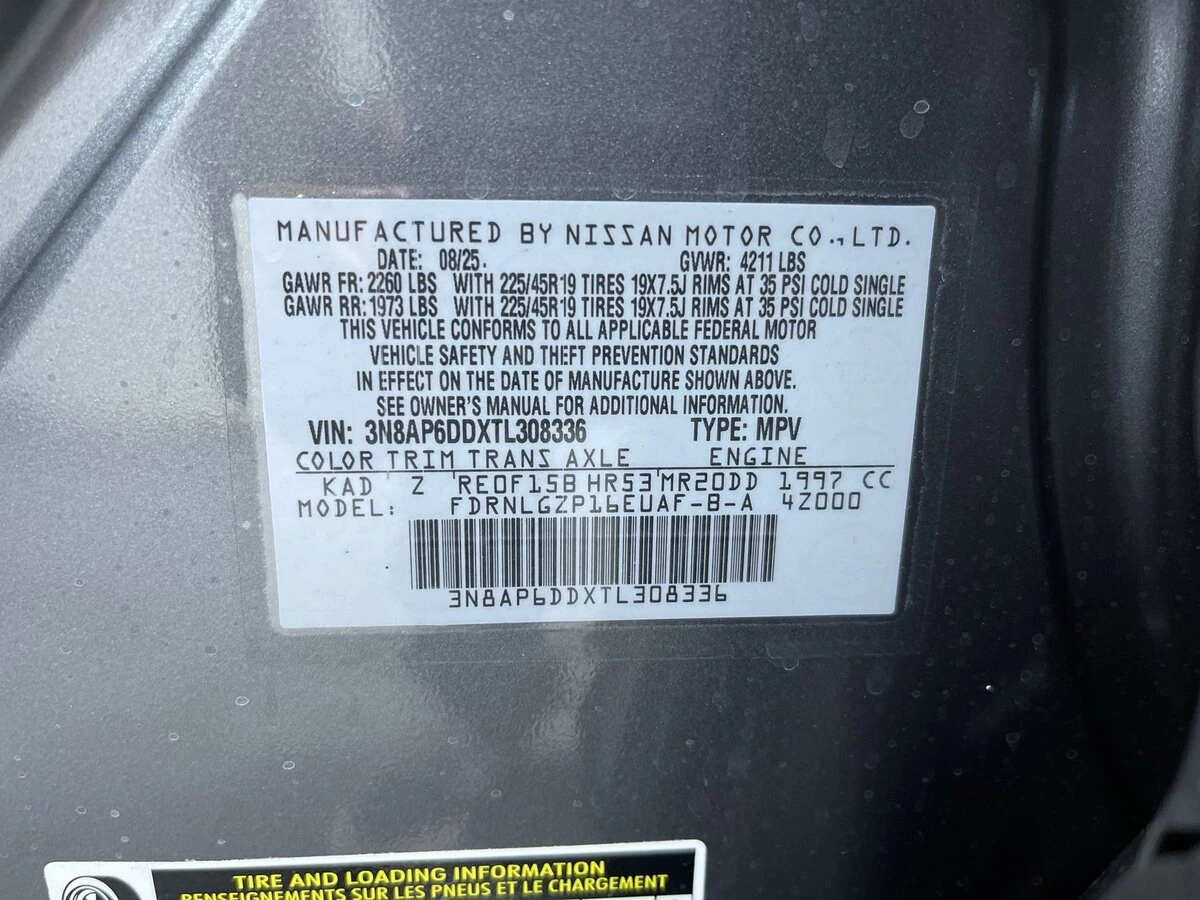 MANUFACTURED BY NISSAN MOTOR CO., LTD.
DATE: 08/25. GVWR: 4211 LBS
GAWR FR: 2260 LBS WITH 225/45R19 TIRES 19X7.5J RIMS AT 35 PSI COLD SINGLE
GAWR RR: 1973 LBS WITH 225/45R19 TIRES 19X7.5J RIMS AT 35 PSI COLD SINGLE
THIS VEHICLE CONFORMS TO ALL APPLICABLE FEDERAL MOTOR
VEHICLE SAFETY AND THEFT PREVENTION STANDARDS
IN EFFECT ON THE DATE OF MANUFACTURE SHOWN ABOVE.
SEE OWNER'S MANUAL FOR ADDITIONAL INFORMATION.
VIN: 3N8AP6DDXTL308336 TYPE: MPV
COLOR TRIM TRANS AXLE ENGINE
KAD Z RE0F15B HR53 MR20DD 1997 CC
MODEL: FDRNLGZP16EUAF-B-A 4Z000
3N8AP6DDXTL308336
TIRE AND LOADING INFORMATION
RENSEIGNEMENTS SUR LES PNEUS ET LE CHARGEMENT